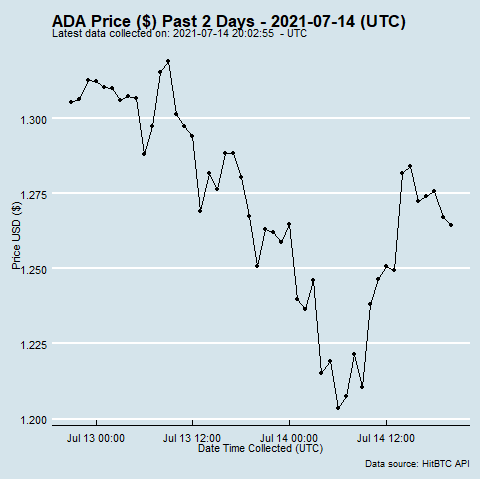 ADA Price ($) Past 2 Days - 2021-07-14 (UTC)
Latest data collected on: 2021-07-14 20:02:55 - UTC
1.300
1.275
1.250
1.225
1.200
Price USD ($)
Jul 13 00:00 Jul 13 12:00 Jul 14 00:00 Jul 14 12:00
Date Time Collected (UTC)
Data source: HitBTC API